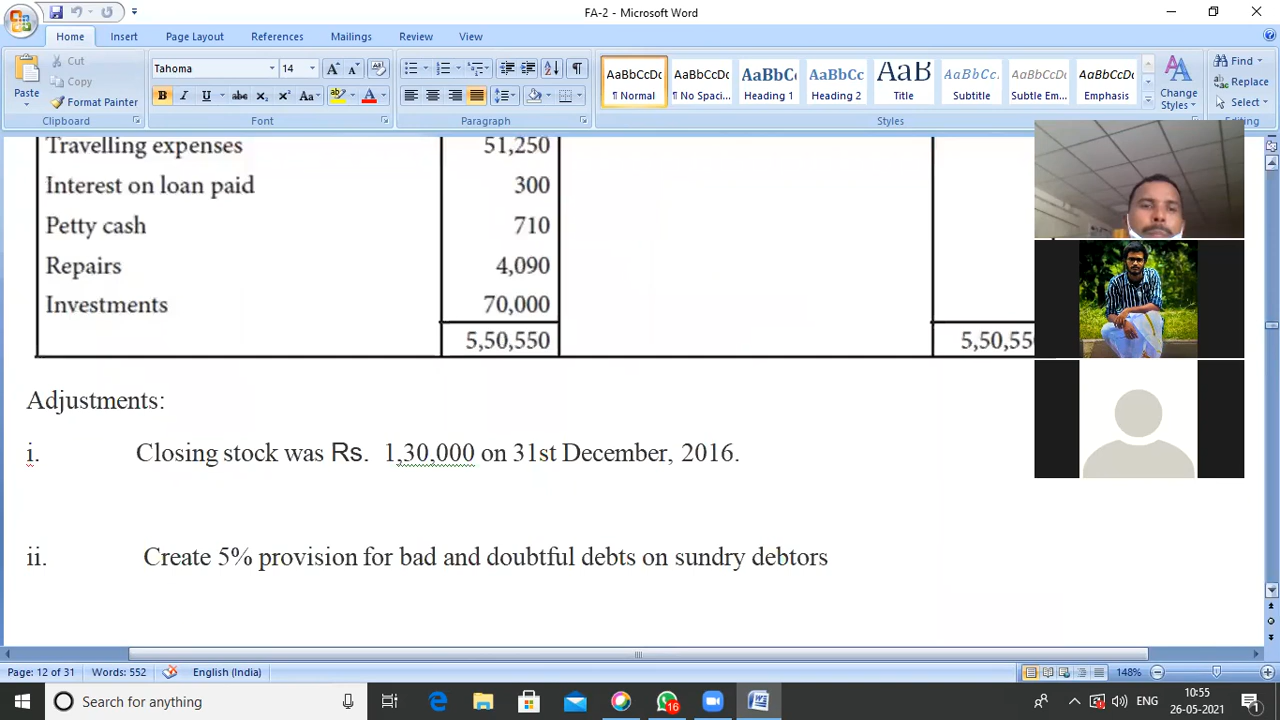 FA-2 - Microsoft Word
Home Insert Page Layout References Mailings Review View
Paste
Cut
Copy
Format Painter
Clipboard
Tahoma 14
Font
Paragraph
AaBbCcDc AaBbCcDc AaBbCc AaBbCc AaB AaBbCc. AaBbCcDc AaBbCcDc
¶ Normal ¶ No Spaci... Heading 1 Heading 2 Title Subtitle Subtle Em... Emphasis
Styles
Change Styles
Find
Replace
Select
Editing
Travelling expenses 51,250
Interest on loan paid 300
Petty cash 710
Repairs 4,090
Investments 70,000
5,50,550 5,50,55
Adjustments:
i. Closing stock was Rs. 1,30,000 on 31st December, 2016.
ii. Create 5% provision for bad and doubtful debts on sundry debtors
Page: 12 of 31 Words: 552 English (India) 148%
Search for anything
16
ENG
10:55
26-05-2021
1